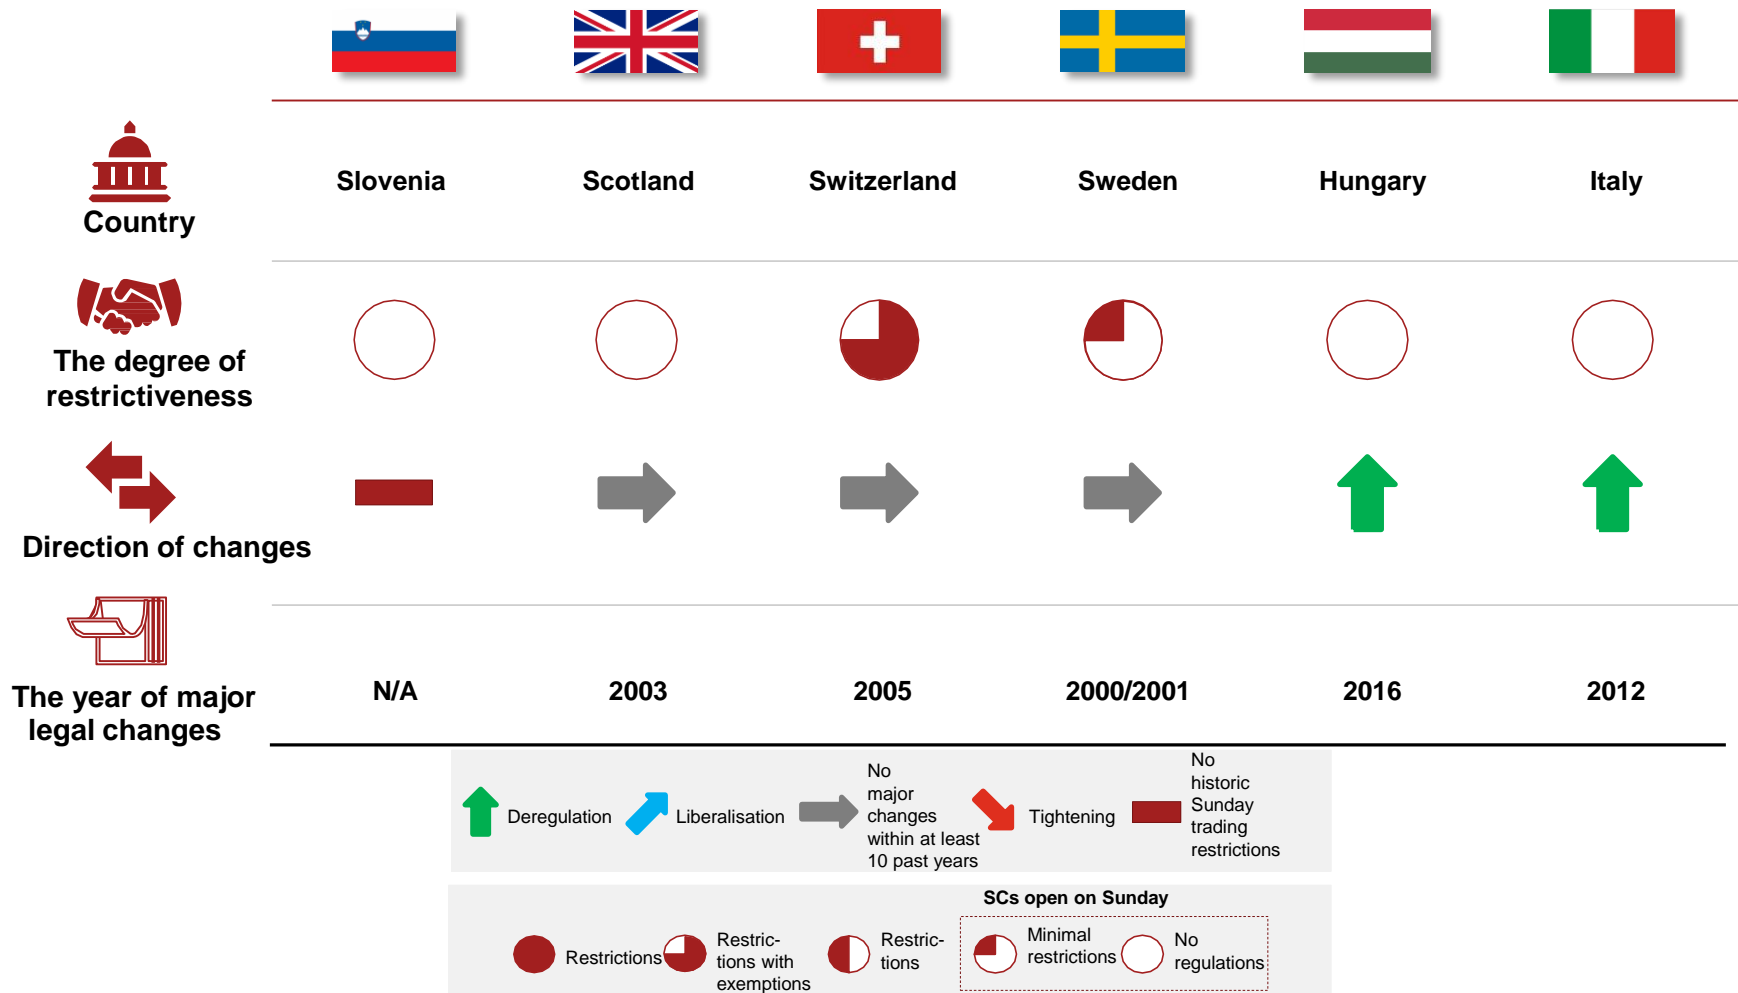 Country
Slovenia
Scotland
Switzerland
Sweden
Hungary
Italy
The degree of
restrictiveness
Direction of changes
The year of major
legal changes
N/A
2003
2005
2000/2001
2016
2012
Deregulation
Liberalisation
No
major
changes
within at least
10 past years
Tightening
No
historic
Sunday
trading
restrictions
SCs open on Sunday
Restrictions
Restric-
tions with
exemptions
Restric-
tions
Minimal
restrictions
No
regulations